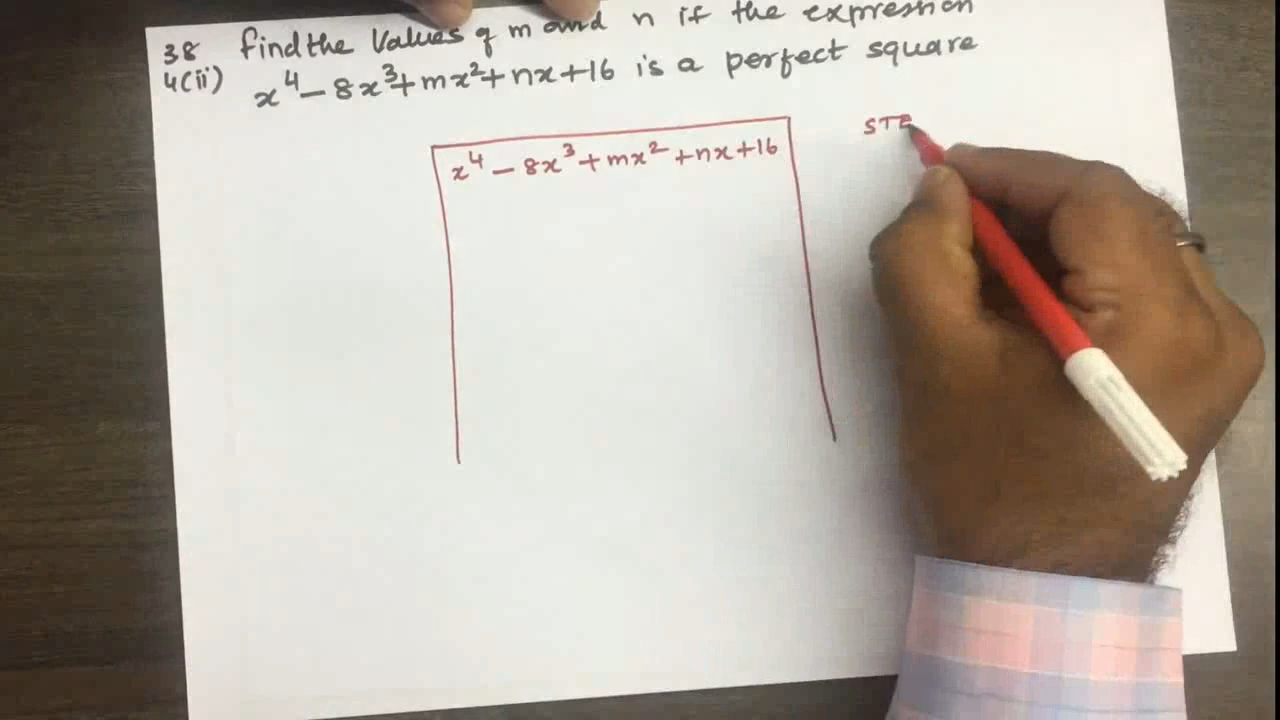 38 Find the Values of m and n if the expression
4(ii) x⁴ - 8x³ + mx² + nx + 16 is a perfect square
x⁴ - 8x³ + mx² + nx + 16
STE